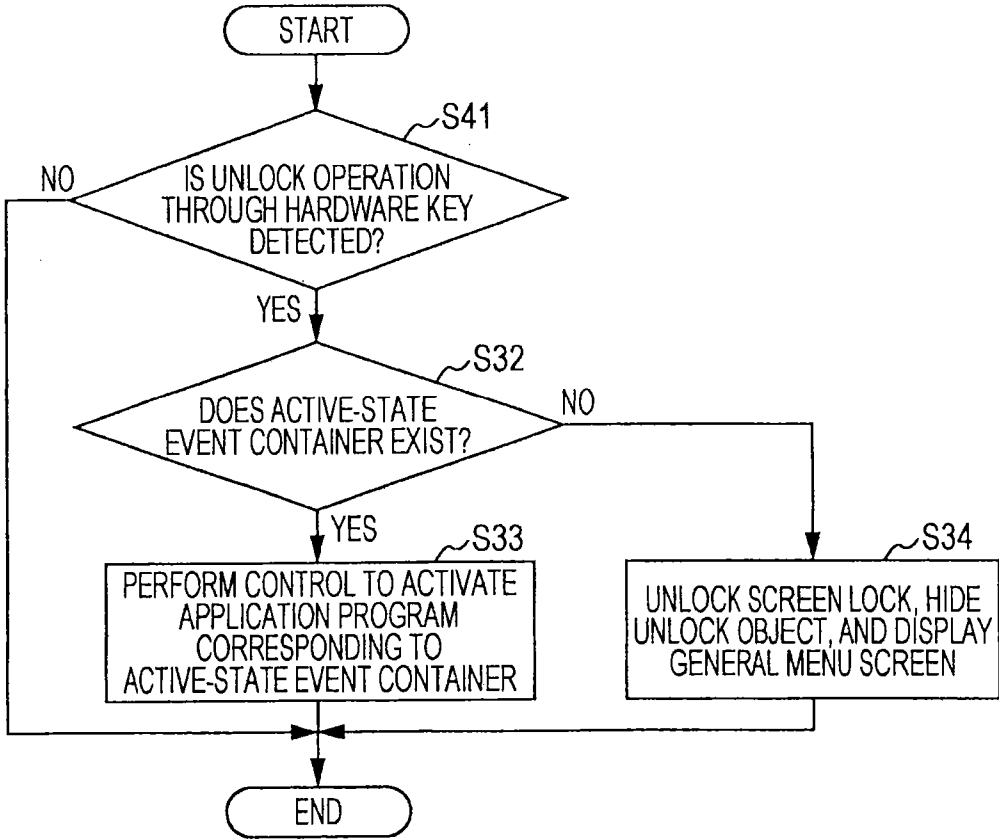 START
S41
NO
IS UNLOCK OPERATION
THROUGH HARDWARE KEY
DETECTED?
YES
S32
DOES ACTIVE-STATE
EVENT CONTAINER EXIST?
NO
YES
S33
PERFORM CONTROL TO ACTIVATE
APPLICATION PROGRAM
CORRESPONDING TO
ACTIVE-STATE EVENT CONTAINER
S34
UNLOCK SCREEN LOCK, HIDE
UNLOCK OBJECT, AND DISPLAY
GENERAL MENU SCREEN
END